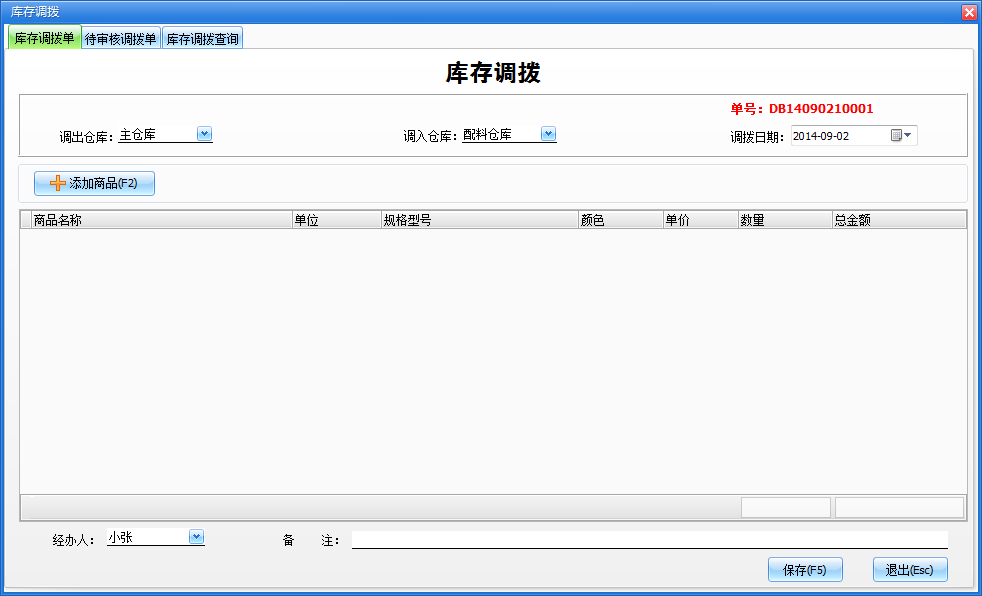 库存调拨
库存调拨单 待审核调拨单 库存调拨查询
库存调拨
单号：DB14090210001
调出仓库：主仓库 调入仓库：配料仓库 调拨日期：2014-09-02
添加商品(F2)
商品名称 单位 规格型号 颜色 单价 数量 总金额
经办人：小张 备 注：
保存(F5) 退出(Esc)